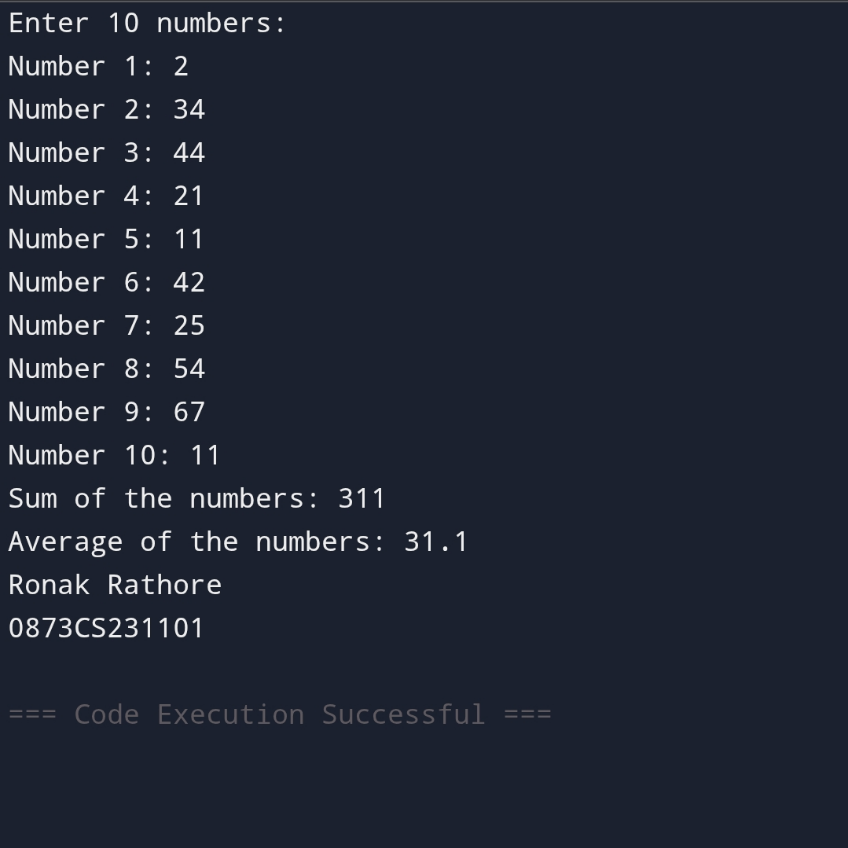 Enter 10 numbers:
Number 1: 2
Number 2: 34
Number 3: 44
Number 4: 21
Number 5: 11
Number 6: 42
Number 7: 25
Number 8: 54
Number 9: 67
Number 10: 11
Sum of the numbers: 311
Average of the numbers: 31.1
Ronak Rathore
0873CS231101
=== Code Execution Successful ===